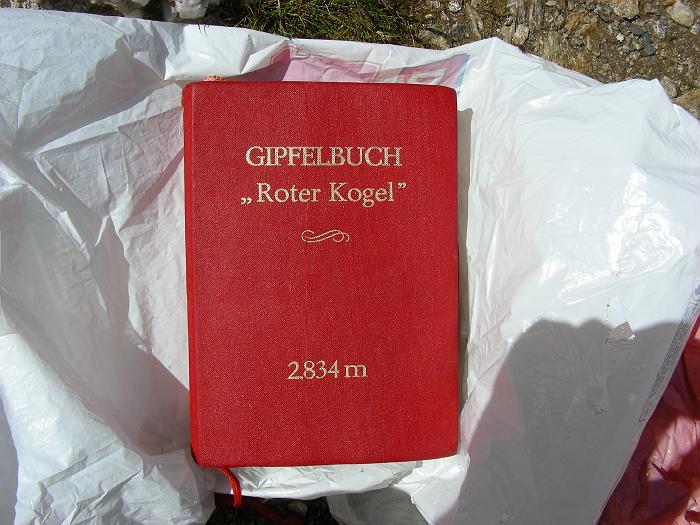 GIPFELBUCH
„Roter Kogel”
2.834 m